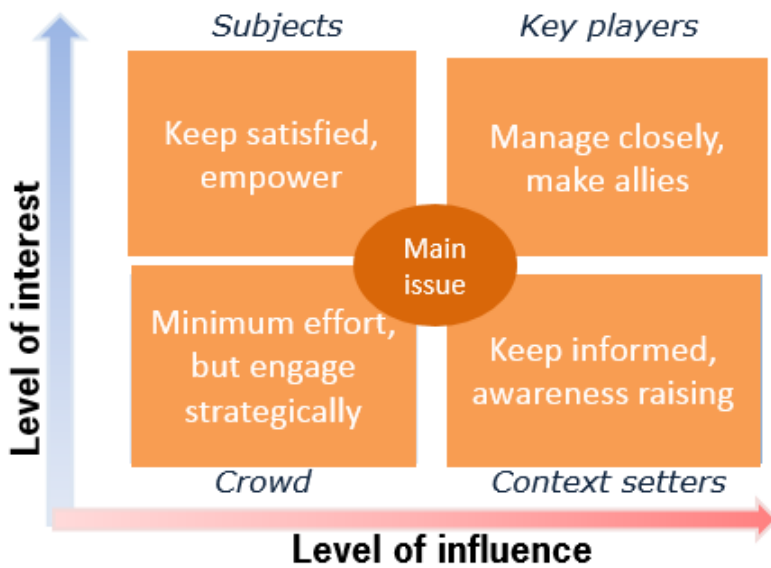 Subjects
Key players
Keep satisfied,
empower
Manage closely,
make allies
Main
issue
Minimum effort,
but engage
strategically
Keep informed,
awareness raising
Crowd
Context setters
Level of interest
Level of influence